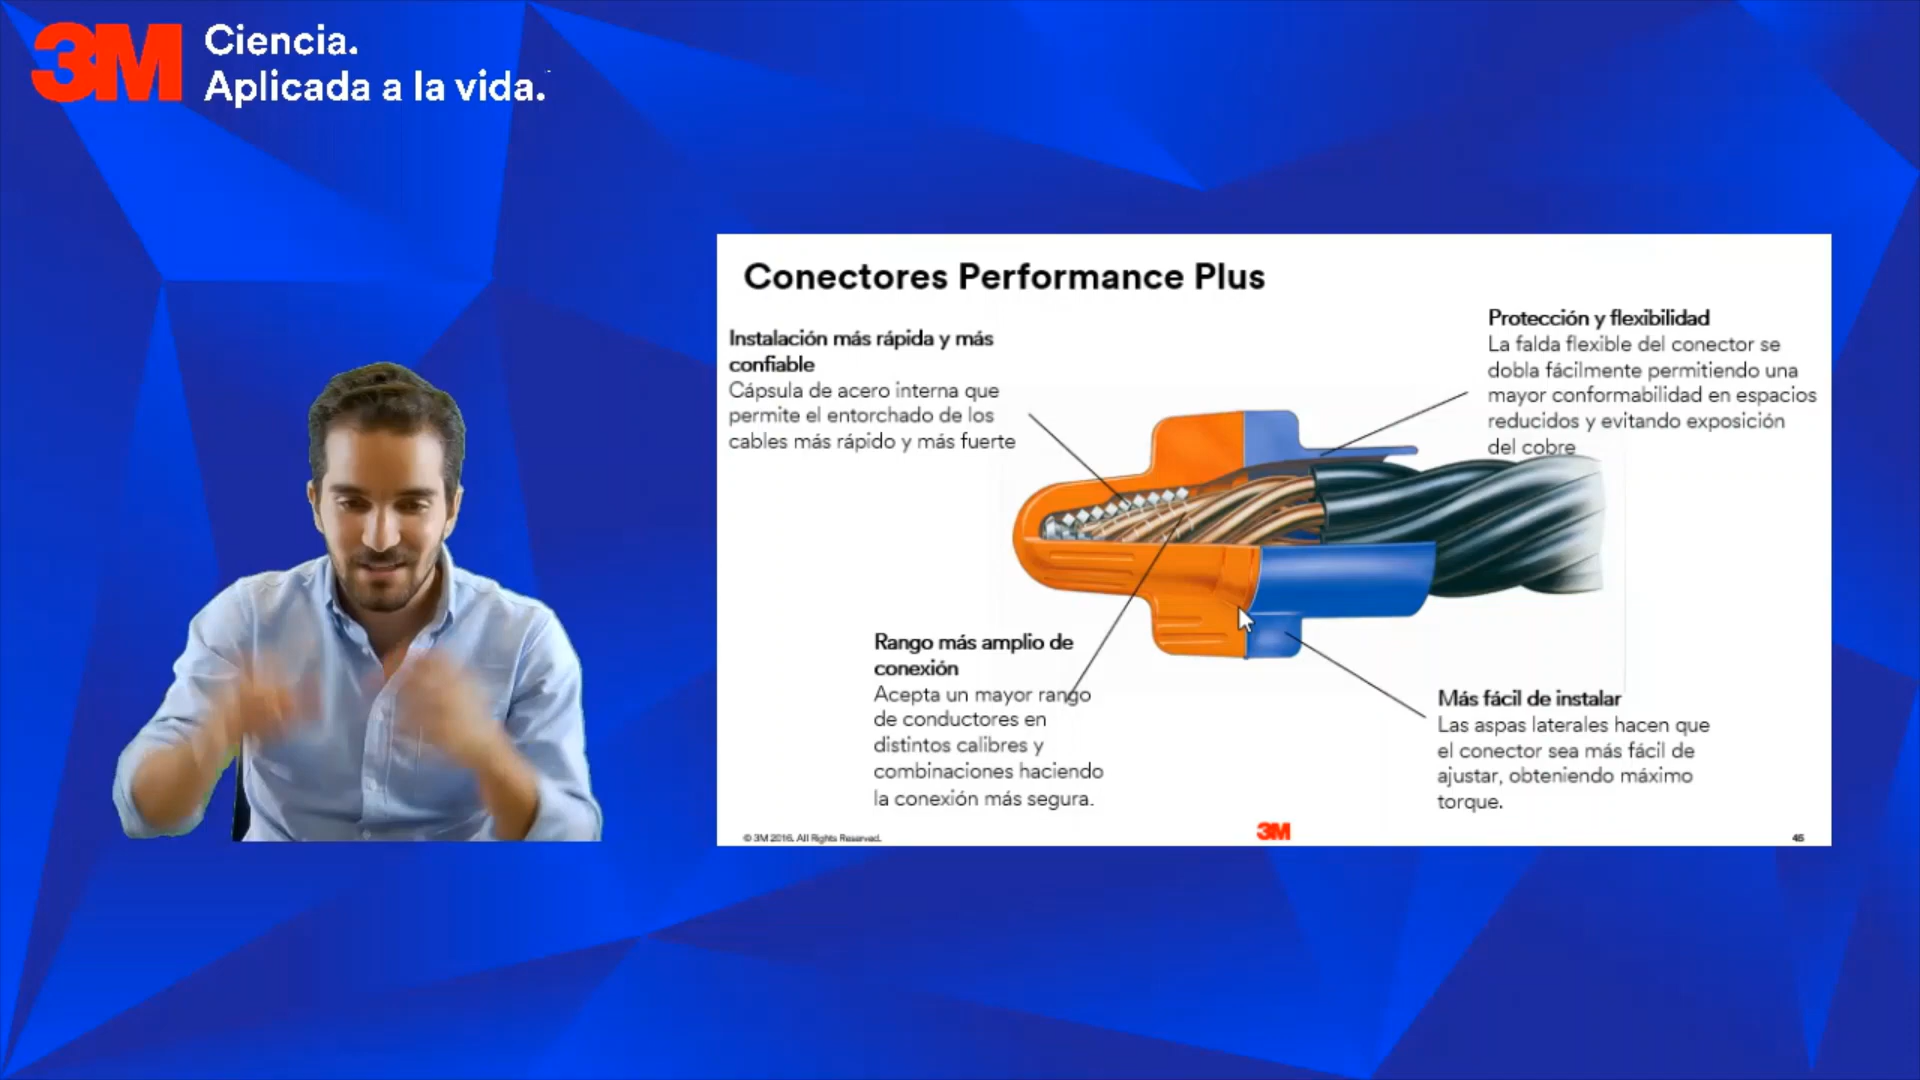 3M Ciencia.
Aplicada a la vida.
Conectores Performance Plus
Instalación más rápida y más
confiable
Cápsula de acero interna que
permite el entorchado de los
cables más rápido y más fuerte
Protección y flexibilidad
La falda flexible del conector se
dobla fácilmente permitiendo una
mayor conformabilidad en espacios
reducidos y evitando exposición
del cobre
Rango más amplio de
conexión
Acepta un mayor rango
de conductores en
distintos calibres y
combinaciones haciendo
la conexión más segura.
Más fácil de instalar
Las aspas laterales hacen que
el conector sea más fácil de
ajustar, obteniendo máximo
torque.
© 3M 2016. All Rights Reserved.
3M
46